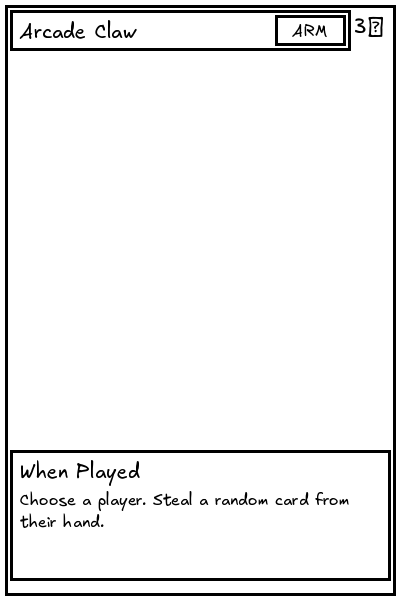 Arcade Claw
ARM
3
When Played
Choose a player. Steal a random card from
their hand.